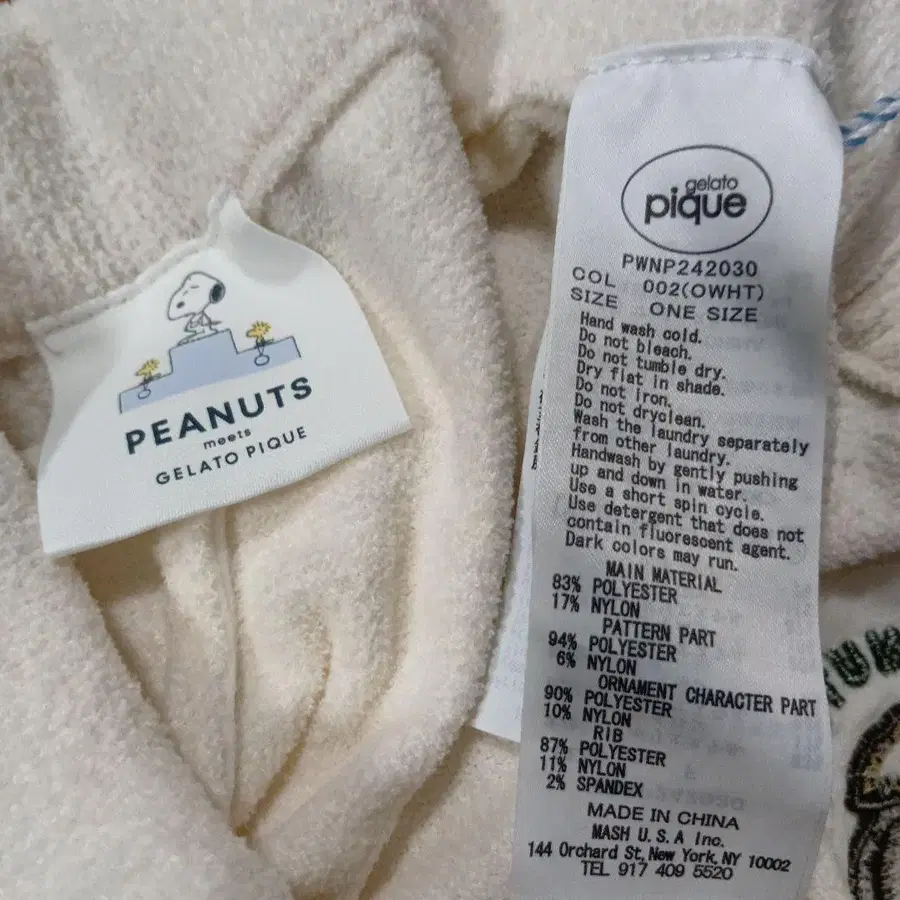 PEANUTS
meets
GELATO PIQUE
gelato
pique
PWNP242030
COL 002(OWHT)
SIZE ONE SIZE
Hand wash cold.
Do not bleach.
Do not tumble dry.
Dry flat in shade.
Do not iron.
Do not dryclean.
Wash the laundry separately
from other laundry.
Handwash by gently pushing
up and down in water.
Use a short spin cycle.
Use detergent that does not
contain fluorescent agent.
Dark colors may run.
MAIN MATERIAL
83% POLYESTER
17% NYLON
PATTERN PART
94% POLYESTER
6% NYLON
ORNAMENT CHARACTER PART
90% POLYESTER
10% NYLON
RIB
87% POLYESTER
11% NYLON
2% SPANDEX
MADE IN CHINA
MASH U.S.A Inc.
144 Orchard St, New York, NY 10002
TEL 917 409 5520